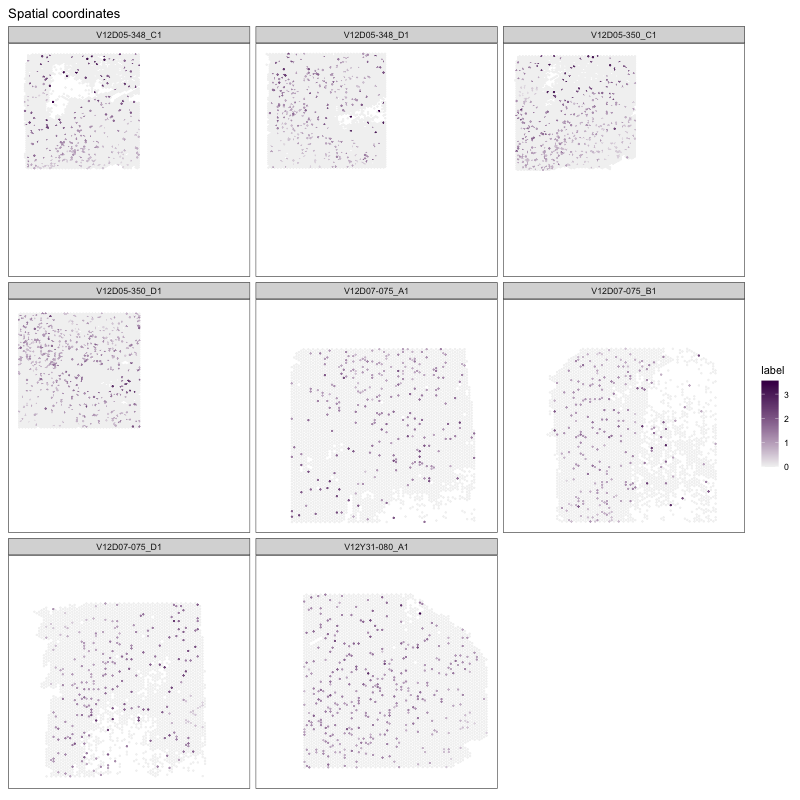 Spatial coordinates
V12D05-348_C1
V12D05-348_D1
V12D05-350_C1
V12D05-350_D1
V12D07-075_A1
V12D07-075_B1
V12D07-075_D1
V12Y31-080_A1
label
3
2
1
0